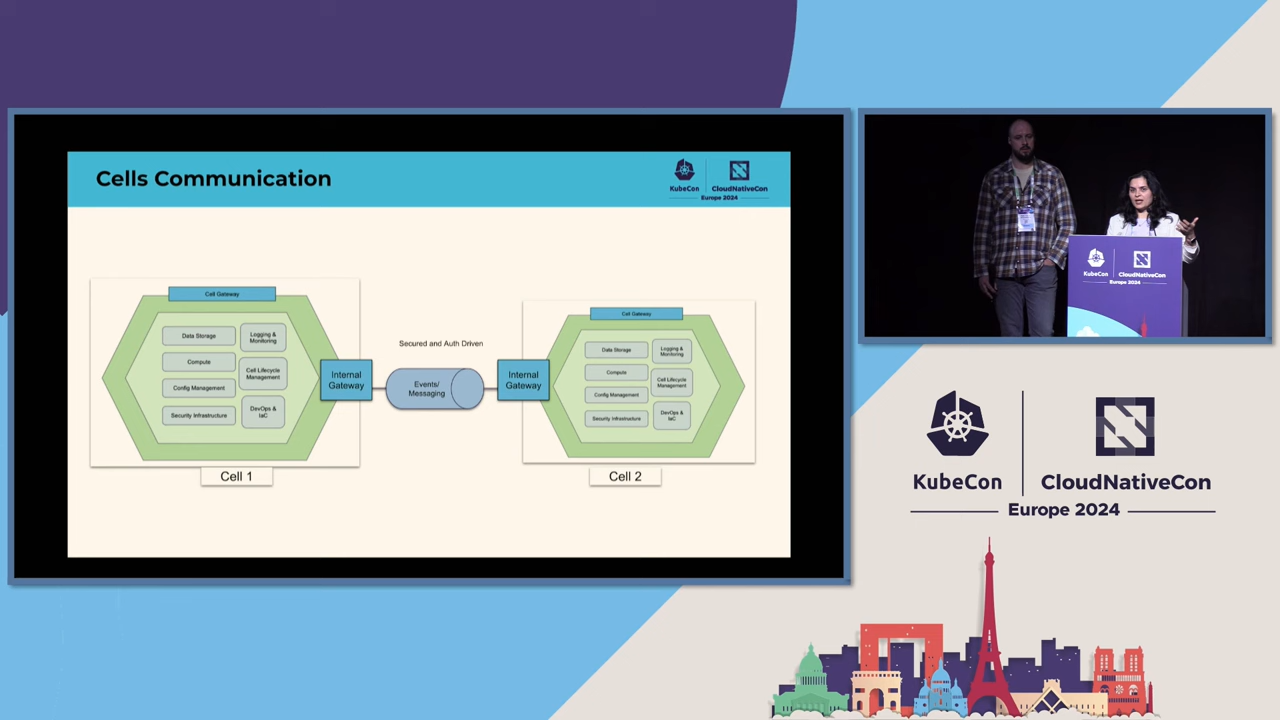 Cells Communication
KubeCon
CloudNativeCon
Europe 2024
Cell Gateway
Data Storage
Logging &
Monitoring
Compute
Cell Lifecycle
Management
Config Management
Security Infrastructure
DevOps &
IaC
Internal
Gateway
Cell 1
Secured and Auth Driven
Events/
Messaging
Internal
Gateway
Cell Gateway
Data Storage
Logging &
Monitoring
Compute
Cell Lifecycle
Management
Config Management
Security Infrastructure
DevOps &
IaC
Cell 2
KubeCon
CloudNativeCon
Europe 2024
KubeCon
CloudNativeCon
Europe 2024